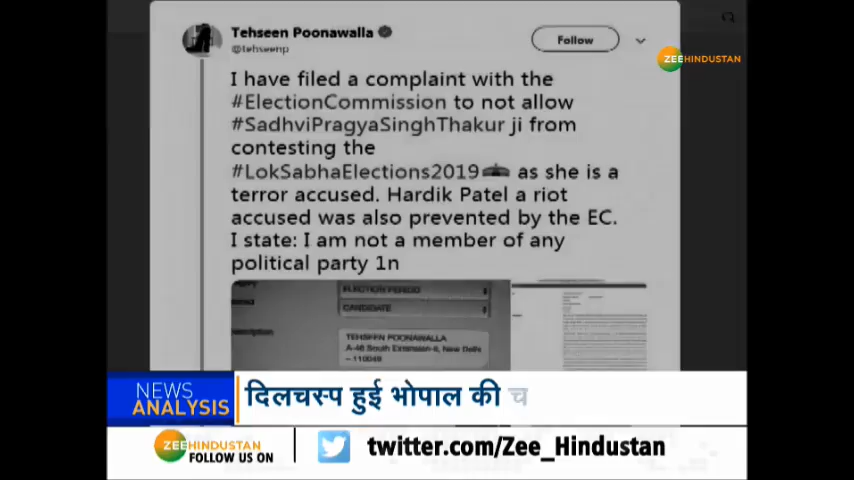 Tehseen Poonawalla
@tehseenp
Follow
ZEE HINDUSTAN
I have filed a complaint with the
#ElectionCommission to not allow
#SadhviPragyaSinghThakur ji from
contesting the
#LokSabhaElections2019 as she is a
terror accused. Hardik Patel a riot
accused was also prevented by the EC.
I state: I am not a member of any
political party 1n
ELECTION PERIOD
CANDIDATE
TEHSEEN POONAWALLA
A-46 South Extension-II, New Delhi
– 110049
NEWS
ANALYSIS
दिलचस्प हुई भोपाल की च
ZEE HINDUSTAN
FOLLOW US ON
twitter.com/Zee_Hindustan